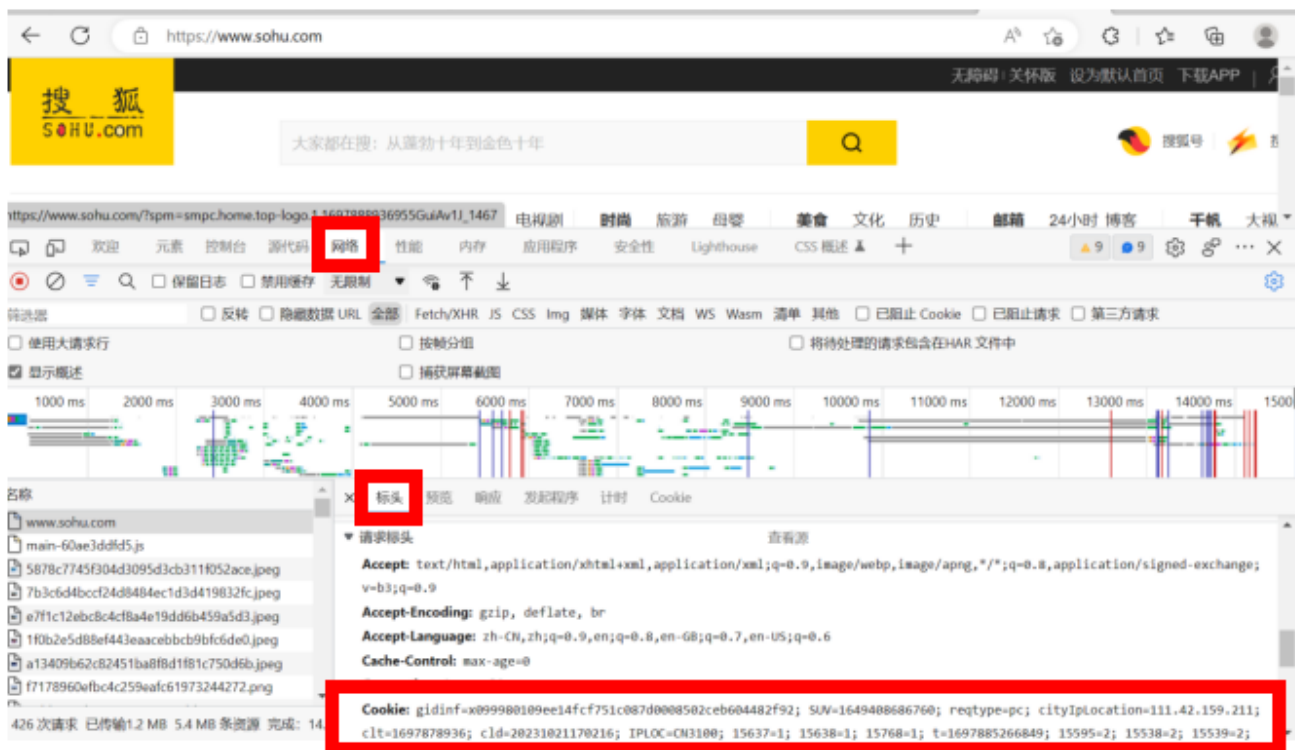 https://www.sohu.com
无障碍 关怀版 设为默认首页 下载APP
搜 狐
SOHU.com
大家都在搜：从蓬勃十年到金色十年
搜狐号
https://www.sohu.com/?spm=smpc.home.top-logo.1.1697888936955GuiAv1J_1467
电视剧 时尚 旅游 母婴 美食 文化 历史 邮箱 24小时 博客 千帆 大视
欢迎 元素 控制台 源代码 网络 性能 内存 应用程序 安全性 Lighthouse CSS 概述 9 9
保留日志 禁用缓存 无限制
筛选器 反转 隐藏数据 URL 全部 Fetch/XHR JS CSS Img 媒体 字体 文档 WS Wasm 清单 其他 已阻止 Cookie 已阻止请求 第三方请求
使用大请求行 按帧分组 将待处理的请求包含在HAR 文件中
显示概述 捕获屏幕截图
1000 ms 2000 ms 3000 ms 4000 ms 5000 ms 6000 ms 7000 ms 8000 ms 9000 ms 10000 ms 11000 ms 12000 ms 13000 ms 14000 ms 1500
名称
× 标头 预览 响应 发起程序 计时 Cookie
www.sohu.com
main-60ae3ddfd5.js
5878c7745f304d3095d3cb311f052ace.jpeg
7b3c6d4bccf24d8484ec1d3d419832fc.jpeg
e7f1c12ebc8c4cf8a4e19dd6b459a5d3.jpeg
1f0b2e5d88ef443eaacebbcb9bfc6de0.jpeg
a13409b62c82451ba8f8d1f81c750d6b.jpeg
f7178960efbc4c259eafc61973244272.png
426 次请求 已传输1.2 MB 5.4 MB 条资源 完成: 14.
请求标头 查看源
Accept: text/html,application/xhtml+xml,application/xml;q=0.9,image/webp,image/apng,*/*;q=0.8,application/signed-exchange;
v=b3;q=0.9
Accept-Encoding: gzip, deflate, br
Accept-Language: zh-CN,zh;q=0.9,en;q=0.8,en-GB;q=0.7,en-US;q=0.6
Cache-Control: max-age=0
Cookie: gidinf=x099980109ee14fcf751c087d0008502ceb604482f92; SUV=1649408686760; reqtype=pc; cityIpLocation=111.42.159.211;
clt=1697878936; cld=20231021170216; IPLOC=CN3100; 15637=1; 15638=1; 15768=1; t=1697885266849; 15595=2; 15538=2; 15539=2;